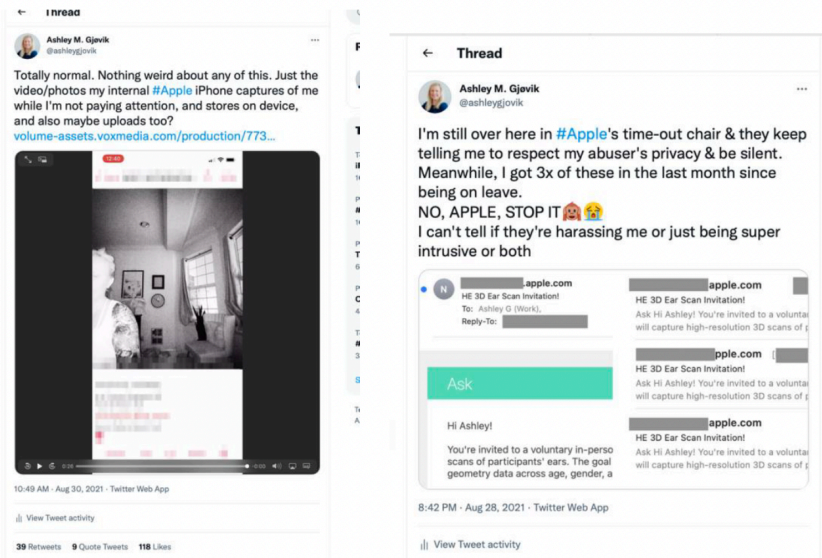 ← Thread
Ashley M. Gjøvik
@ashleygjovik
Totally normal. Nothing weird about any of this. Just the
video/photos my internal #Apple iPhone captures of me
while I'm not paying attention, and stores on device,
and also maybe uploads too?
volume-assets.voxmedia.com/production/773...
12:40
0:26
-0:03
10:49 AM · Aug 30, 2021 · Twitter Web App
View Tweet activity
39 Retweets 9 Quote Tweets 118 Likes
← Thread
Ashley M. Gjøvik
@ashleygjovik
I'm still over here in #Apple's time-out chair & they keep
telling me to respect my abuser's privacy & be silent.
Meanwhile, I got 3x of these in the last month since
being on leave.
NO, APPLE, STOP IT🙉😭
I can't tell if they're harassing me or just being super
intrusive or both
N
.apple.com
HE 3D Ear Scan Invitation!
To: Ashley G (Work),
Reply-To:
Ask
Hi Ashley!
You're invited to a voluntary in-perso
scans of participants' ears. The goal
geometry data across age, gender, a
apple.com
HE 3D Ear Scan Invitation!
Ask Hi Ashley! You're invited to a volunta
will capture high-resolution 3D scans of p
pple.com
HE 3D Ear Scan Invitation!
Ask Hi Ashley! You're invited to a volunta
will capture high-resolution 3D scans of p
apple.com
HE 3D Ear Scan Invitation!
Ask Hi Ashley! You're invited to a volunta
will capture high-resolution 3D scans of p
8:42 PM · Aug 28, 2021 · Twitter Web App
View Tweet activity